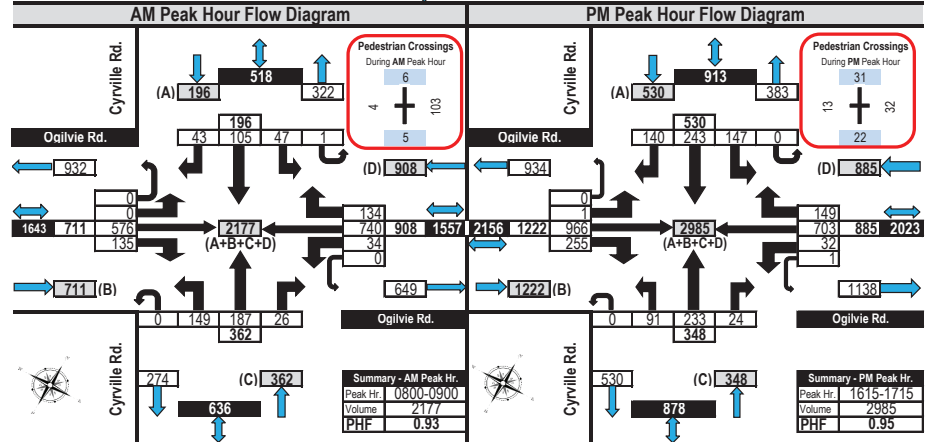 AM Peak Hour Flow Diagram
Cyrville Rd.
518
(A) 196 322
Pedestrian Crossings
During AM Peak Hour
6
4 103
5
196
43 105 47 1
Ogilvie Rd.
932
(D) 908
0
0
1643 711 576
135
2177
(A+B+C+D)
134
740 908 1557
34
0
711 (B)
649
0 149 187 26
362
Ogilvie Rd.
Cyrville Rd.
274
(C) 362
636
Summary - AM Peak Hr.
Peak Hr. 0800-0900
Volume 2177
PHF 0.93
PM Peak Hour Flow Diagram
Cyrville Rd.
913
(A) 530 383
Pedestrian Crossings
During PM Peak Hour
31
13 32
22
530
140 243 147 0
Ogilvie Rd.
934
(D) 885
0
1
2156 1222 966
255
2985
(A+B+C+D)
149
703 885 2023
32
1
1222 (B)
1138
0 91 233 24
348
Ogilvie Rd.
Cyrville Rd.
530
(C) 348
878
Summary - PM Peak Hr.
Peak Hr. 1615-1715
Volume 2985
PHF 0.95